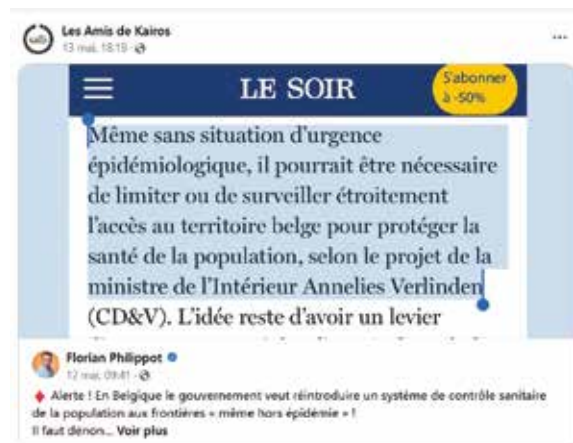 Les Amis de Kairos
13 mai, 18:19
LE SOIR
S'abonner
à -50%
Même sans situation d'urgence
épidémiologique, il pourrait être nécessaire
de limiter ou de surveiller étroitement
l'accès au territoire belge pour protéger la
santé de la population, selon le projet de la
ministre de l'Intérieur Annelies Verlinden
(CD&V). L'idée reste d'avoir un levier
Florian Philippot
12 mai, 09:41
Alerte ! En Belgique le gouvernement veut réintroduire un système de contrôle sanitaire
de la population aux frontières « même hors épidémie » !
Il faut dénon... Voir plus